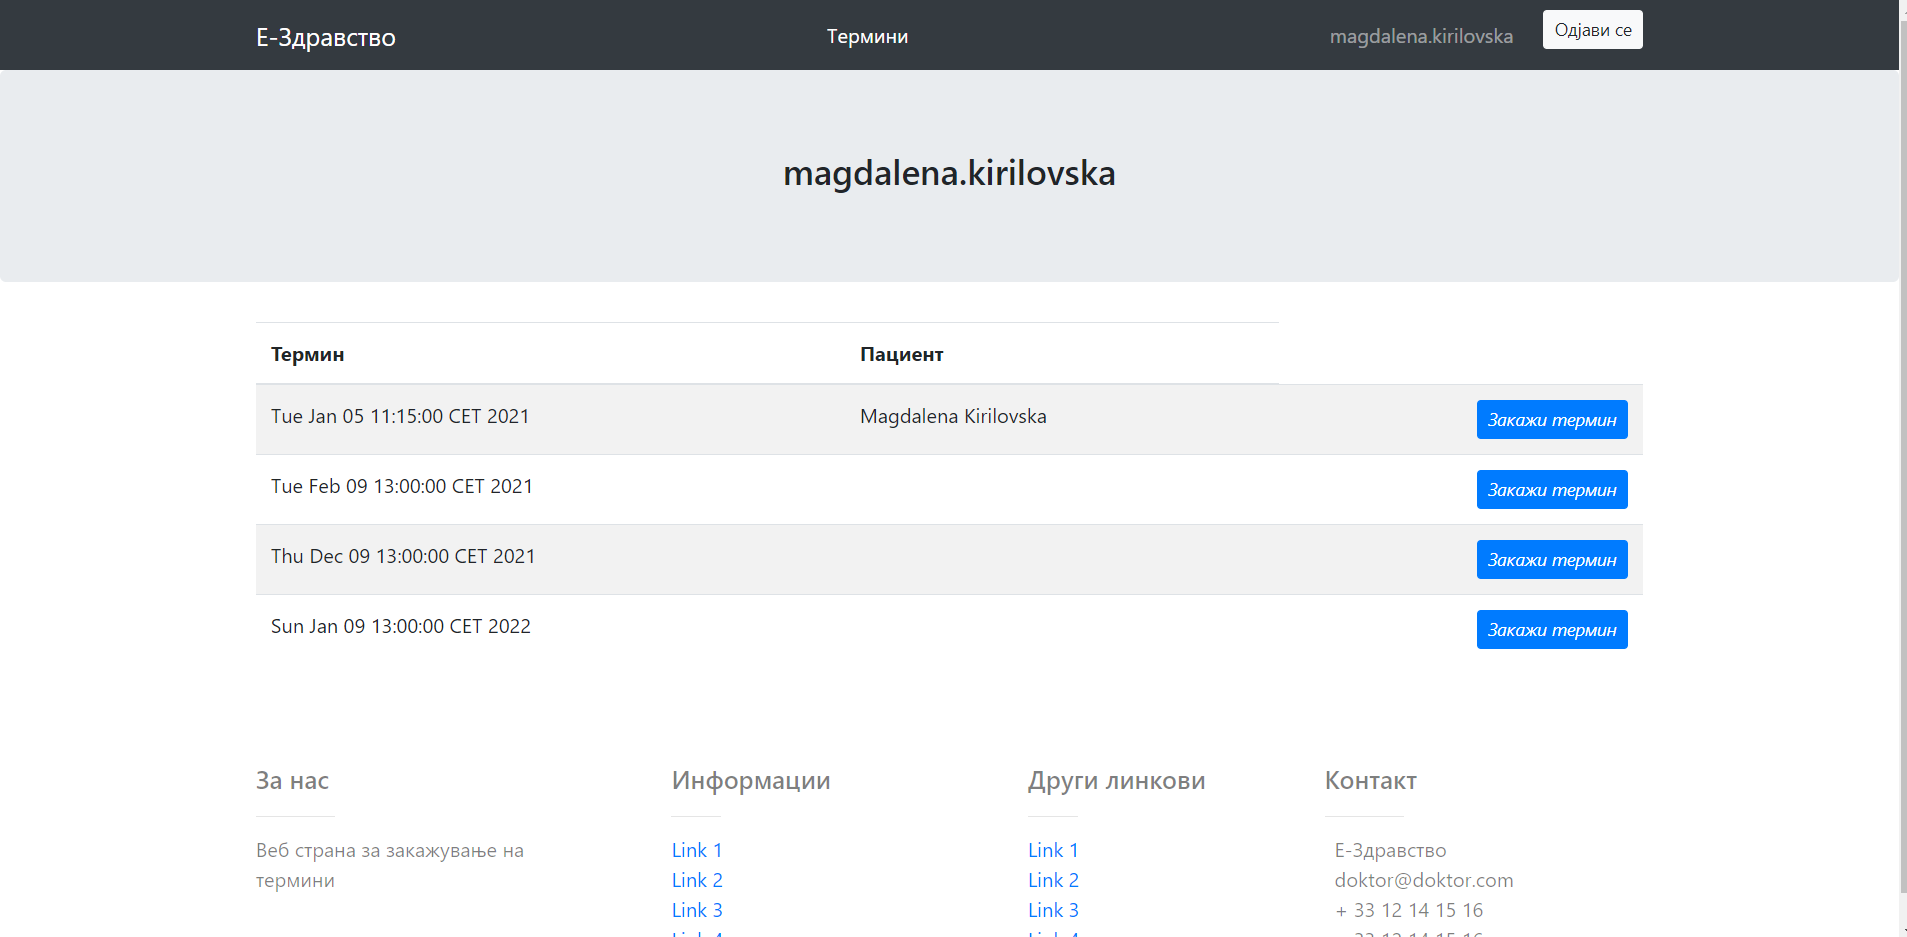 Е-Здравство
Термини
magdalena.kirilovska
Одјави се
magdalena.kirilovska
Термин Пациент
Tue Jan 05 11:15:00 CET 2021 Magdalena Kirilovska Закажи термин
Tue Feb 09 13:00:00 CET 2021 Закажи термин
Thu Dec 09 13:00:00 CET 2021 Закажи термин
Sun Jan 09 13:00:00 CET 2022 Закажи термин
За нас
Веб страна за закажување на
термини
Информации
Link 1
Link 2
Link 3
Link 4
Други линкови
Link 1
Link 2
Link 3
Link 4
Контакт
Е-Здравство
doktor@doktor.com
+ 33 12 14 15 16